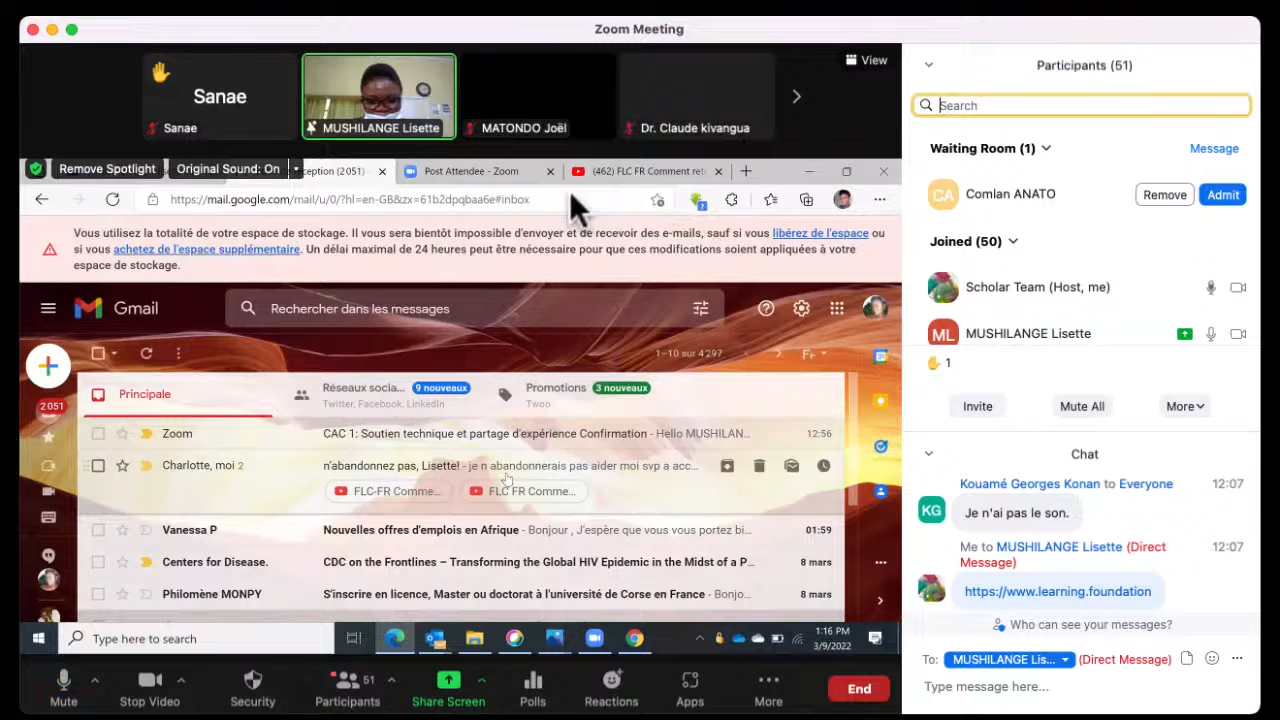 Zoom Meeting
View
Sanae
Sanae
MUSHILANGE Lisette
MATONDO Joël
Dr. Claude kivangua
Remove Spotlight
Original Sound: On
ception (2051)
Post Attendee - Zoom
(462) FLC FR Comment ret
https://mail.google.com/mail/u/0/?hl=en-GB&zx=61b2dpqbaa6e#inbox
Vous utilisez la totalité de votre espace de stockage. Il vous sera bientôt impossible d'envoyer et de recevoir des e-mails, sauf si vous libérez de l'espace ou
si vous achetez de l'espace supplémentaire. Un délai maximal de 24 heures peut être nécessaire pour que ces modifications soient appliquées à votre
espace de stockage.
Gmail
Rechercher dans les messages
1–10 sur 4 297
Fr
2 051
Principale
Réseaux socia...
9 nouveaux
Twitter, Facebook, LinkedIn
Promotions
3 nouveaux
Twoo
Zoom
CAC 1: Soutien technique et partage d'expérience Confirmation - Hello MUSHILAN...
12:56
Charlotte, moi 2
n'abandonnez pas, Lisette! - je n abandonnerais pas aider moi svp a acc...
FLC-FR Comme...
FLC FR Comme...
Vanessa P
Nouvelles offres d'emplois en Afrique - Bonjour , J'espère que vous vous portez bi...
01:59
Centers for Disease.
CDC on the Frontlines – Transforming the Global HIV Epidemic in the Midst of a P...
8 mars
Philomène MONPY
S'inscrire en licence, Master ou doctorat à l'université de Corse en France - Bonjo...
8 mars
Type here to search
1:16 PM
3/9/2022
Mute
Stop Video
Security
51
Participants
Share Screen
Polls
Reactions
Apps
More
End
Participants (51)
Search
Waiting Room (1)
Message
CA
Comlan ANATO
Remove
Admit
Joined (50)
Scholar Team (Host, me)
ML
MUSHILANGE Lisette
1
Invite
Mute All
More
Chat
Kouamé Georges Konan to Everyone
12:07
KG
Je n'ai pas le son.
Me to MUSHILANGE Lisette (Direct
Message)
12:07
https://www.learning.foundation
Who can see your messages?
To:
MUSHILANGE Lis...
(Direct Message)
Type message here...